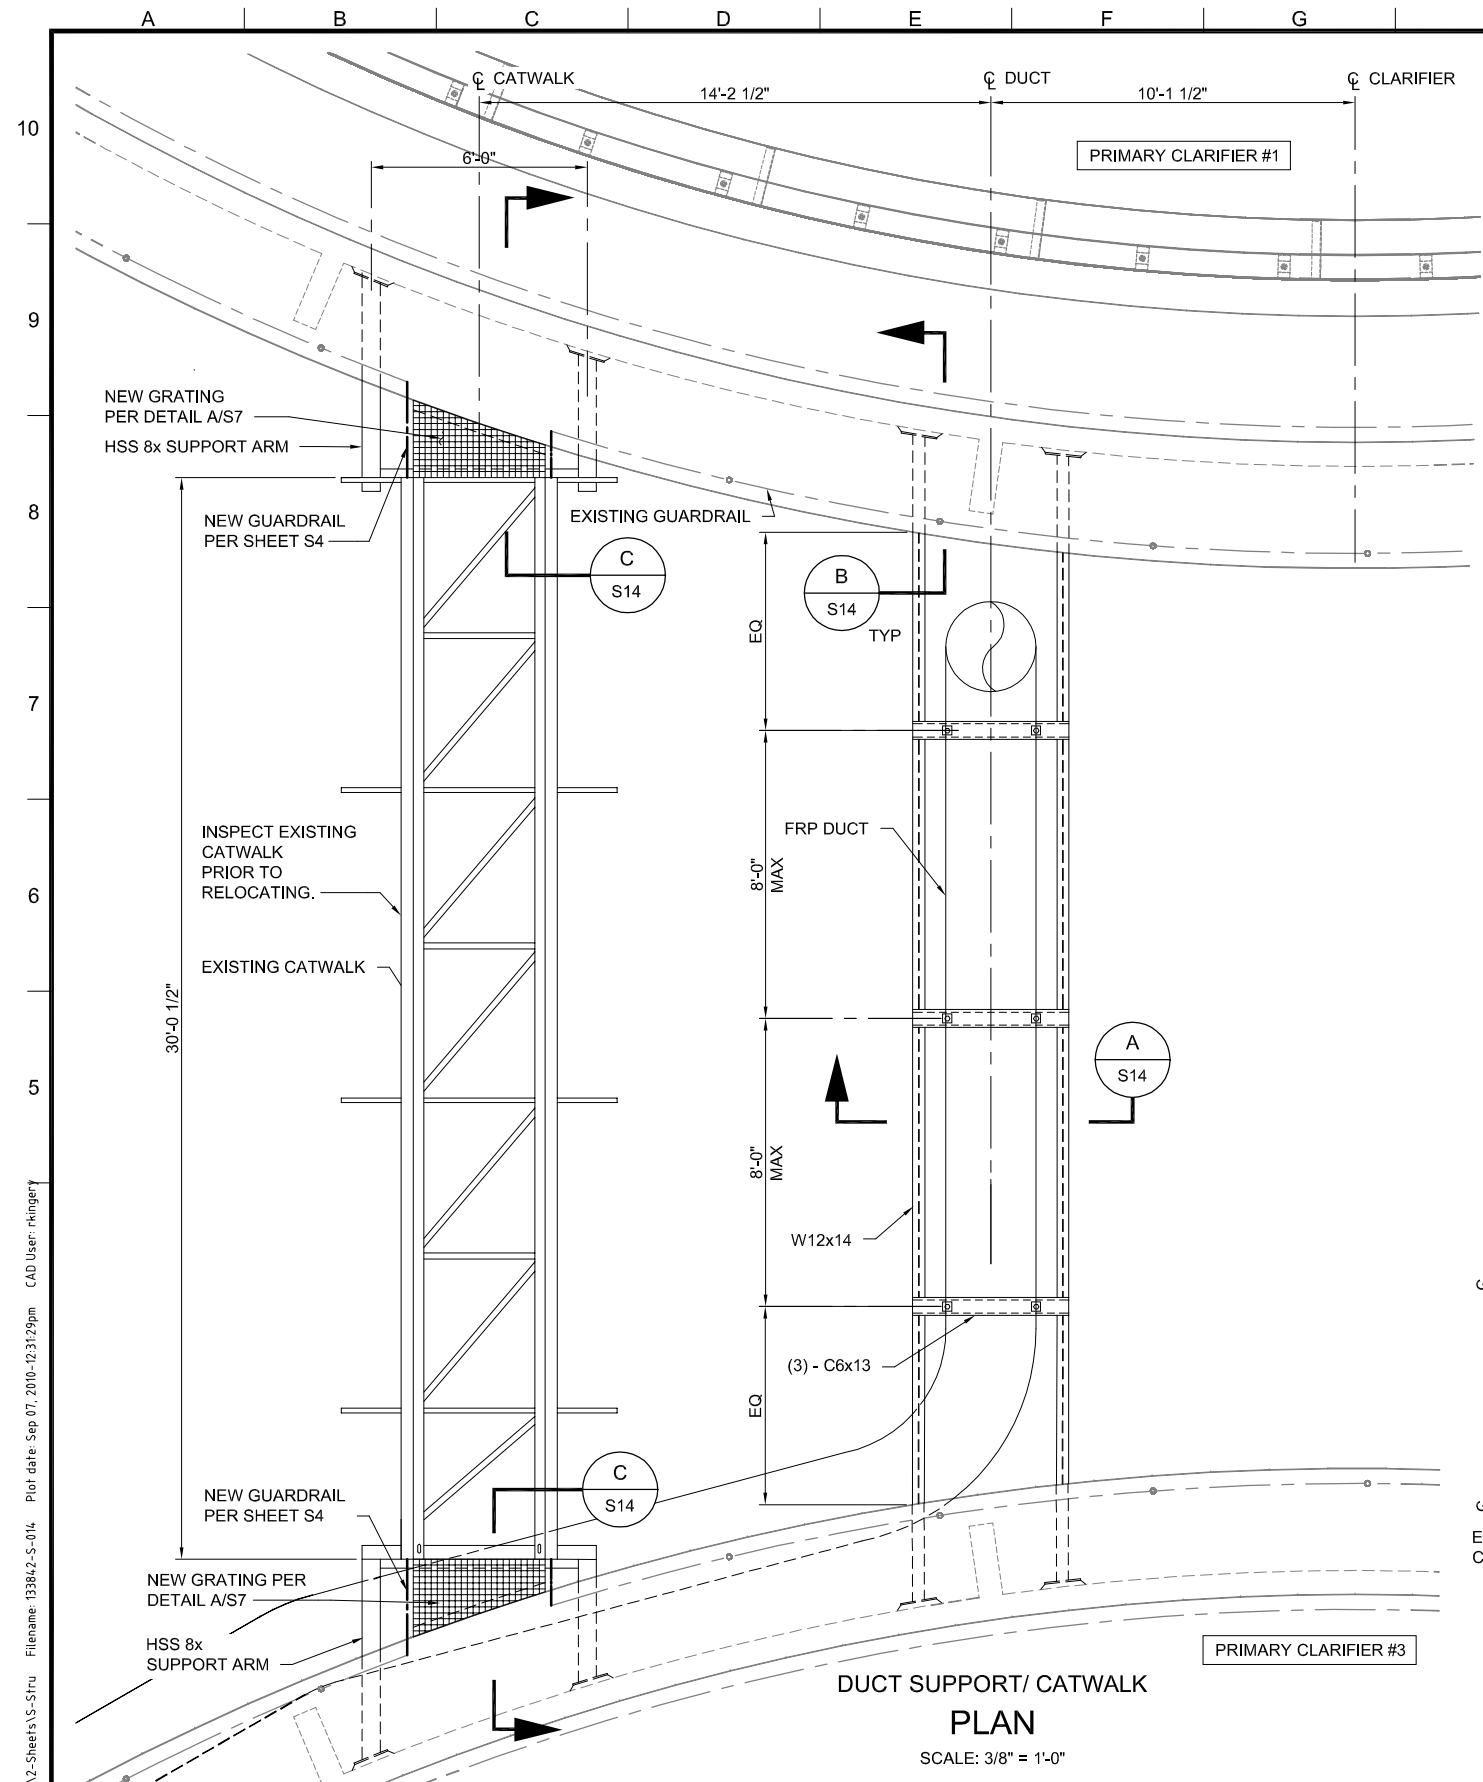 A B C D E F G
10
9
8
7
6
5
℄ CATWALK
℄ DUCT
℄ CLARIFIER
14'-2 1/2"
10'-1 1/2"
6'-0"
PRIMARY CLARIFIER #1
NEW GRATING
PER DETAIL A/S7
HSS 8x SUPPORT ARM
NEW GUARDRAIL
PER SHEET S4
EXISTING GUARDRAIL
C
S14
B
S14
TYP
EQ
INSPECT EXISTING
CATWALK
PRIOR TO
RELOCATING.
FRP DUCT
8'-0"
MAX
EXISTING CATWALK
30'-0 1/2"
A
S14
8'-0"
MAX
W12x14
(3) - C6x13
EQ
C
S14
NEW GUARDRAIL
PER SHEET S4
NEW GRATING PER
DETAIL A/S7
HSS 8x
SUPPORT ARM
PRIMARY CLARIFIER #3
DUCT SUPPORT/ CATWALK
PLAN
SCALE: 3/8" = 1'-0"
\2-Sheets\S-Stru Filename: 133842-S-014 Plot date: Sep 07, 2010-12:31:29pm CAD User: rkingery